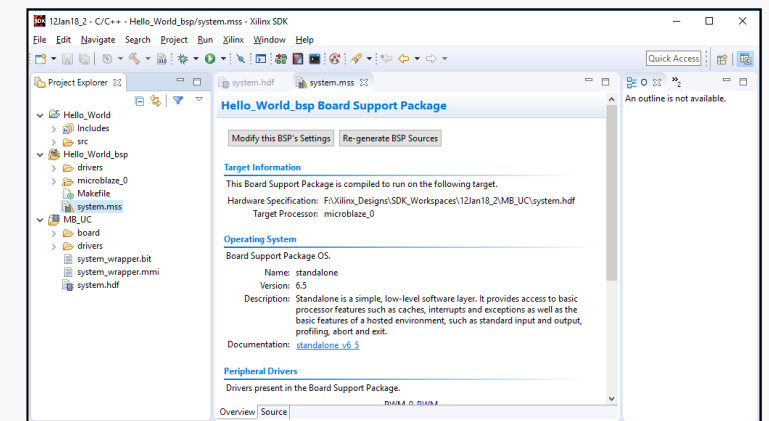 SDK 12Jan18_2 - C/C++ - Hello_World_bsp/system.mss - Xilinx SDK
File Edit Navigate Search Project Run Xilinx Window Help
Quick Access
Project Explorer
system.hdf system.mss
O »2
Hello_World
Includes
src
Hello_World_bsp
drivers
microblaze_0
Makefile
system.mss
MB_UC
board
drivers
system_wrapper.bit
system_wrapper.mmi
system.hdf
Hello_World_bsp Board Support Package
Modify this BSP's Settings Re-generate BSP Sources
Target Information
This Board Support Package is compiled to run on the following target.
Hardware Specification: F:\Xilinx_Designs\SDK_Workspaces\12Jan18_2\MB_UC\system.hdf
Target Processor: microblaze_0
Operating System
Board Support Package OS.
Name: standalone
Version: 6.5
Description: Standalone is a simple, low-level software layer. It provides access to basic
processor features such as caches, interrupts and exceptions as well as the
basic features of a hosted environment, such as standard input and output,
profiling, abort and exit.
Documentation: standalone_v6_5
Peripheral Drivers
Drivers present in the Board Support Package.
PWM_0 PWM
Overview Source
An outline is not available.